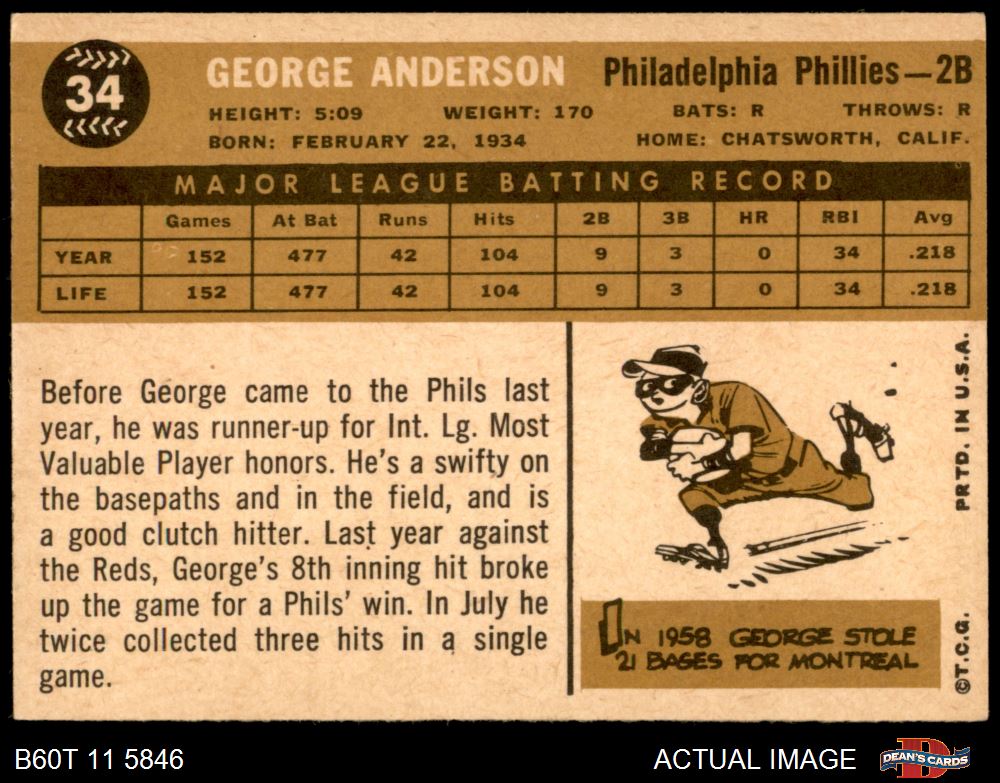 34
GEORGE ANDERSON Philadelphia Phillies—2B
HEIGHT: 5:09 WEIGHT: 170 BATS: R THROWS: R
BORN: FEBRUARY 22, 1934 HOME: CHATSWORTH, CALIF.
MAJOR LEAGUE BATTING RECORD
Games At Bat Runs Hits 2B 3B HR RBI Avg
YEAR 152 477 42 104 9 3 0 34 .218
LIFE 152 477 42 104 9 3 0 34 .218
Before George came to the Phils last
year, he was runner-up for Int. Lg. Most
Valuable Player honors. He's a swifty on
the basepaths and in the field, and is
a good clutch hitter. Last year against
the Reds, George's 8th inning hit broke
up the game for a Phils' win. In July he
twice collected three hits in a single
game.
IN 1958 GEORGE STOLE
21 BASES FOR MONTREAL
©T.C.G. PRTD. IN U.S.A.
B60T 11 5846 ACTUAL IMAGE DEAN'S CARDS